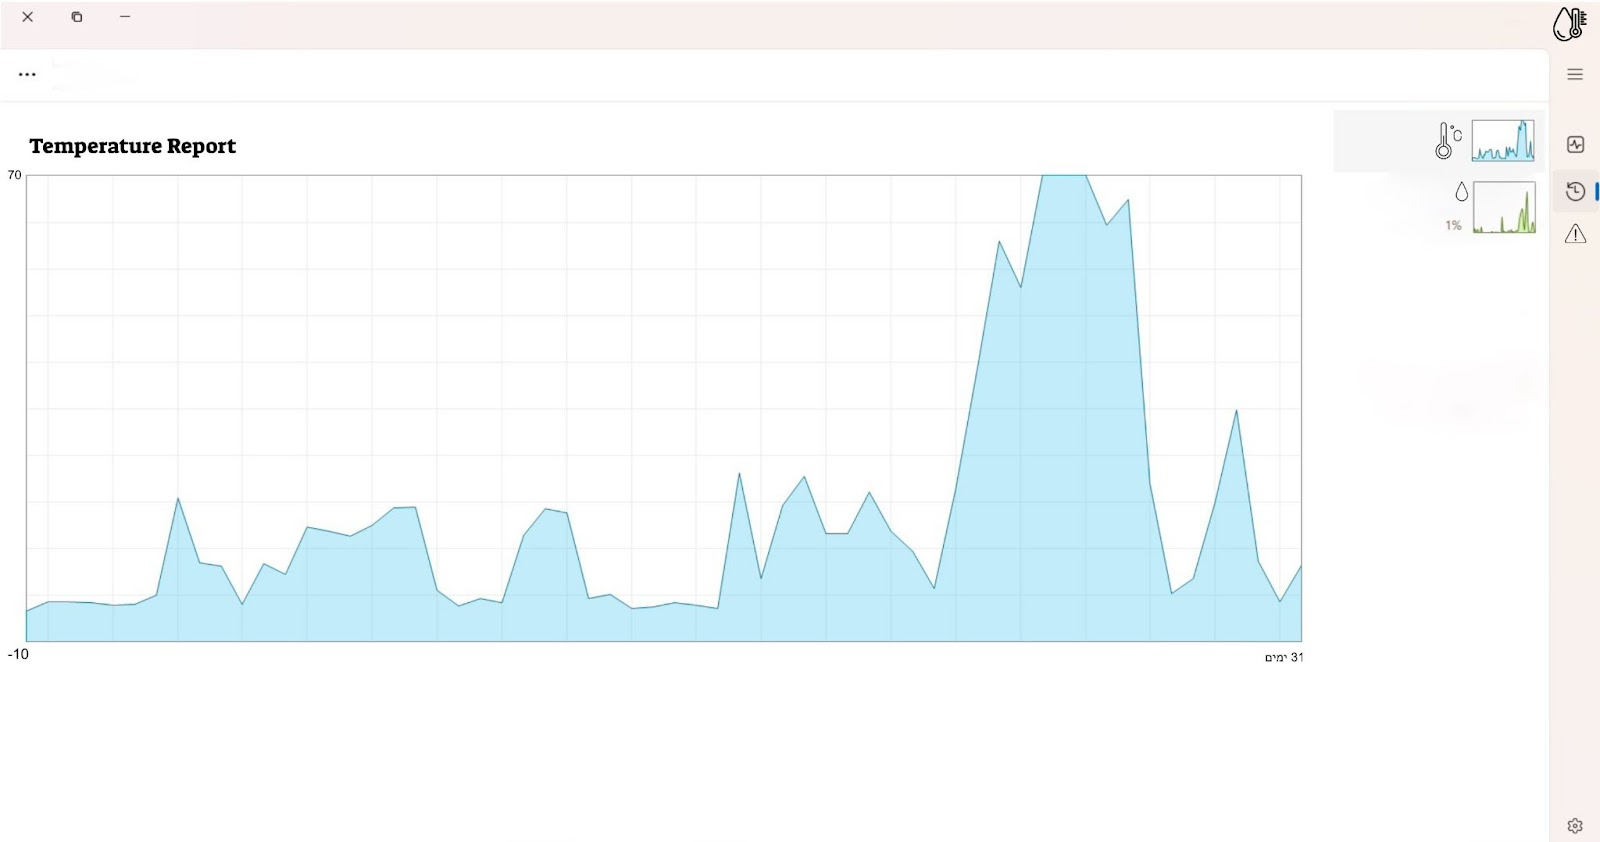 Temperature Report
70
°C
1%
-10
31 ימים